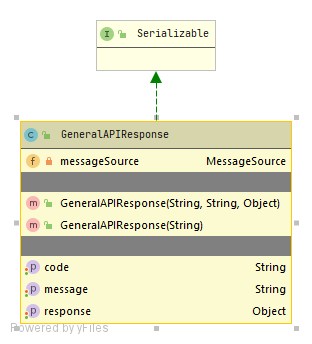 I Serializable
C GeneralAPIResponse
f messageSource MessageSource
m GeneralAPIResponse(String, String, Object)
m GeneralAPIResponse(String)
p code String
p message String
p response Object
Powered by yFiles